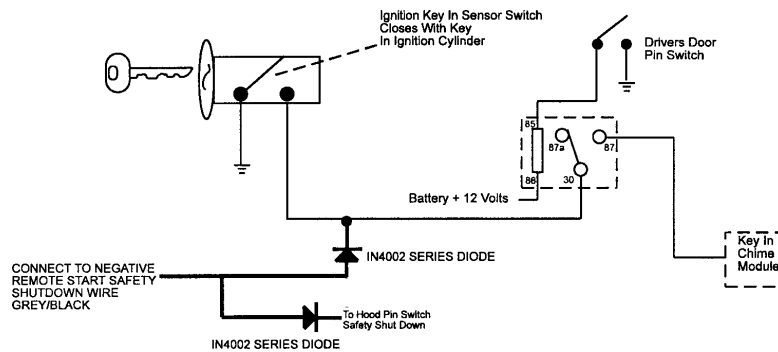 Ignition Key In Sensor Switch
Closes With Key
In Ignition Cylinder
Drivers Door
Pin Switch
85
87a
87
86
30
Battery + 12 Volts
IN4002 SERIES DIODE
Key In
Chime
Module
CONNECT TO NEGATIVE
REMOTE START SAFETY
SHUTDOWN WIRE
GREY/BLACK
To Hood Pin Switch
Safety Shut Down
IN4002 SERIES DIODE